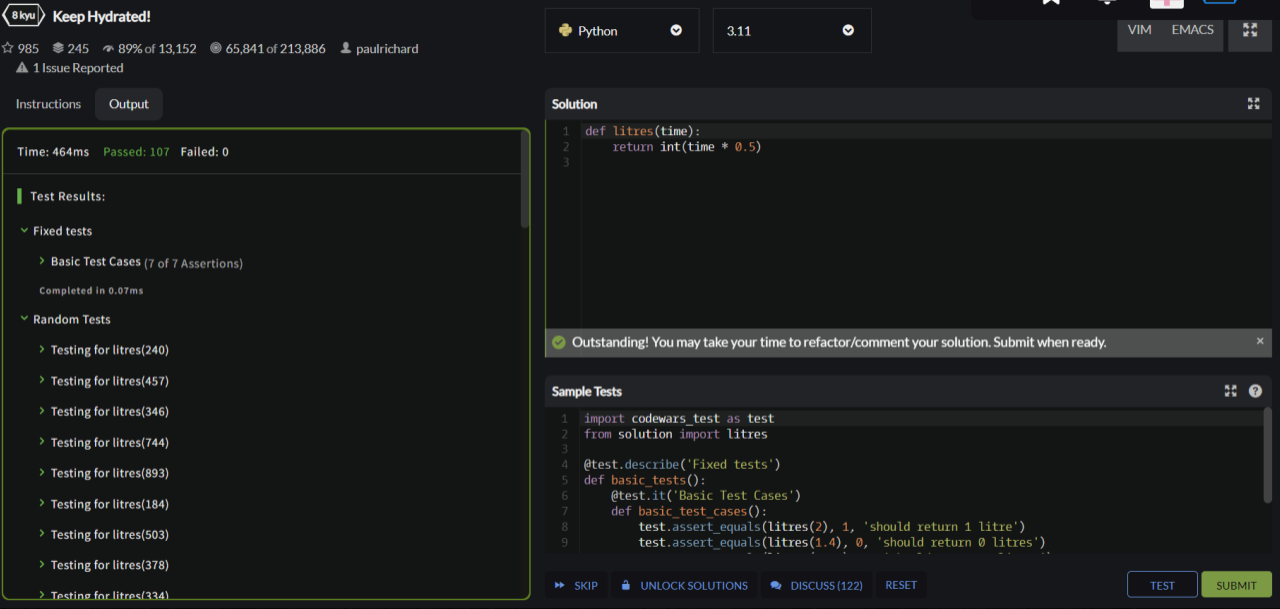 8 kyu Keep Hydrated!
985 245 89% of 13,152 65,841 of 213,886 paulrichard
1 Issue Reported
Instructions Output
Time: 464ms Passed: 107 Failed: 0
Test Results:
Fixed tests
Basic Test Cases (7 of 7 Assertions)
Completed in 0.07ms
Random Tests
Testing for litres(240)
Testing for litres(457)
Testing for litres(346)
Testing for litres(744)
Testing for litres(893)
Testing for litres(184)
Testing for litres(503)
Testing for litres(378)
Testing for litres(334)
Python 3.11 VIM EMACS
Solution
1 def litres(time):
2 return int(time * 0.5)
3
Outstanding! You may take your time to refactor/comment your solution. Submit when ready. ×
Sample Tests ?
1 import codewars_test as test
2 from solution import litres
3
4 @test.describe('Fixed tests')
5 def basic_tests():
6 @test.it('Basic Test Cases')
7 def basic_test_cases():
8 test.assert_equals(litres(2), 1, 'should return 1 litre')
9 test.assert_equals(litres(1.4), 0, 'should return 0 litres')
SKIP UNLOCK SOLUTIONS DISCUSS (122) RESET TEST SUBMIT